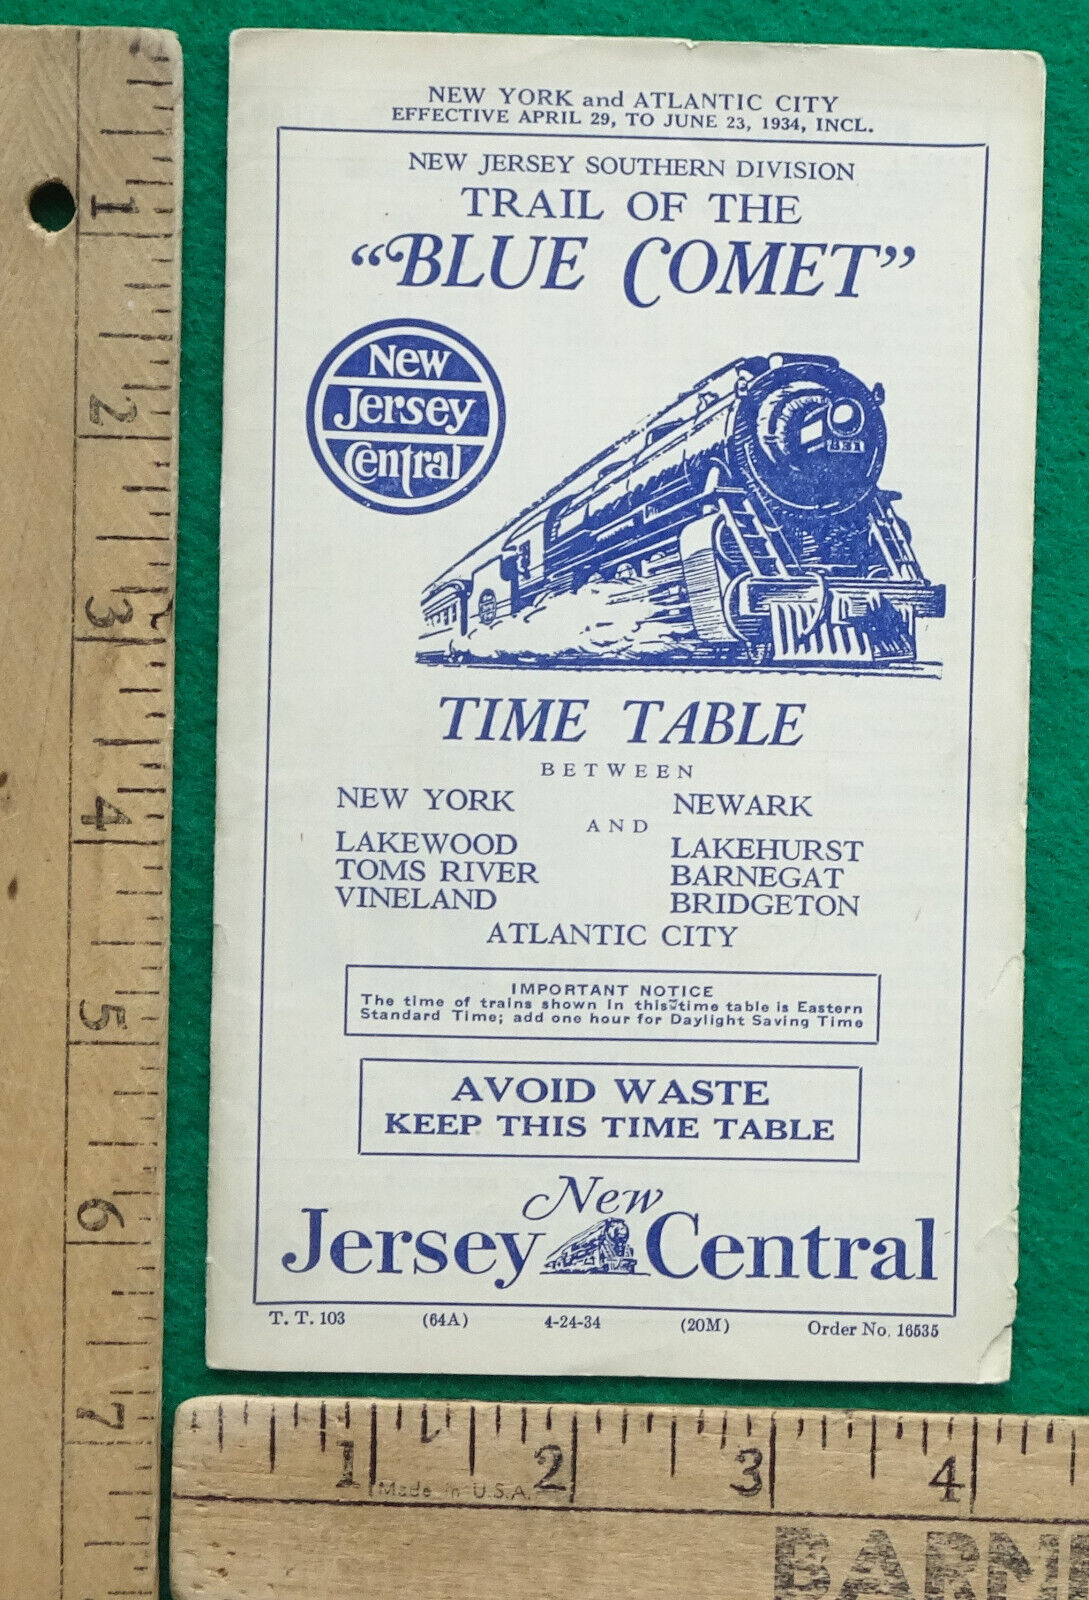 NEW YORK and ATLANTIC CITY
EFFECTIVE APRIL 29, TO JUNE 23, 1934, INCL.
NEW JERSEY SOUTHERN DIVISION
TRAIL OF THE
"BLUE COMET"
New
Jersey
Central
831
TIME TABLE
BETWEEN
NEW YORK NEWARK
AND
LAKEWOOD LAKEHURST
TOMS RIVER BARNEGAT
VINELAND BRIDGETON
ATLANTIC CITY
IMPORTANT NOTICE
The time of trains shown in this time table is Eastern
Standard Time; add one hour for Daylight Saving Time
AVOID WASTE
KEEP THIS TIME TABLE
New
Jersey Central
T. T. 103 (64A) 4-24-34 (20M) Order No. 16535
1
2
3
4
5
6
7
1 2 3 4
Made in U.S.A.
BARN